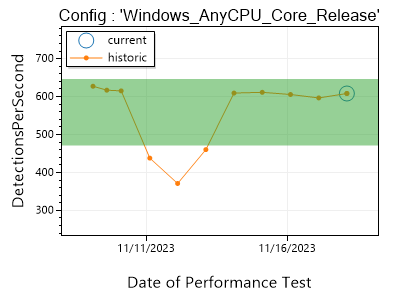 Config : 'Windows_AnyCPU_Core_Release'
current
historic
700
600
500
400
300
DetectionsPerSecond
11/11/2023
11/16/2023
Date of Performance Test